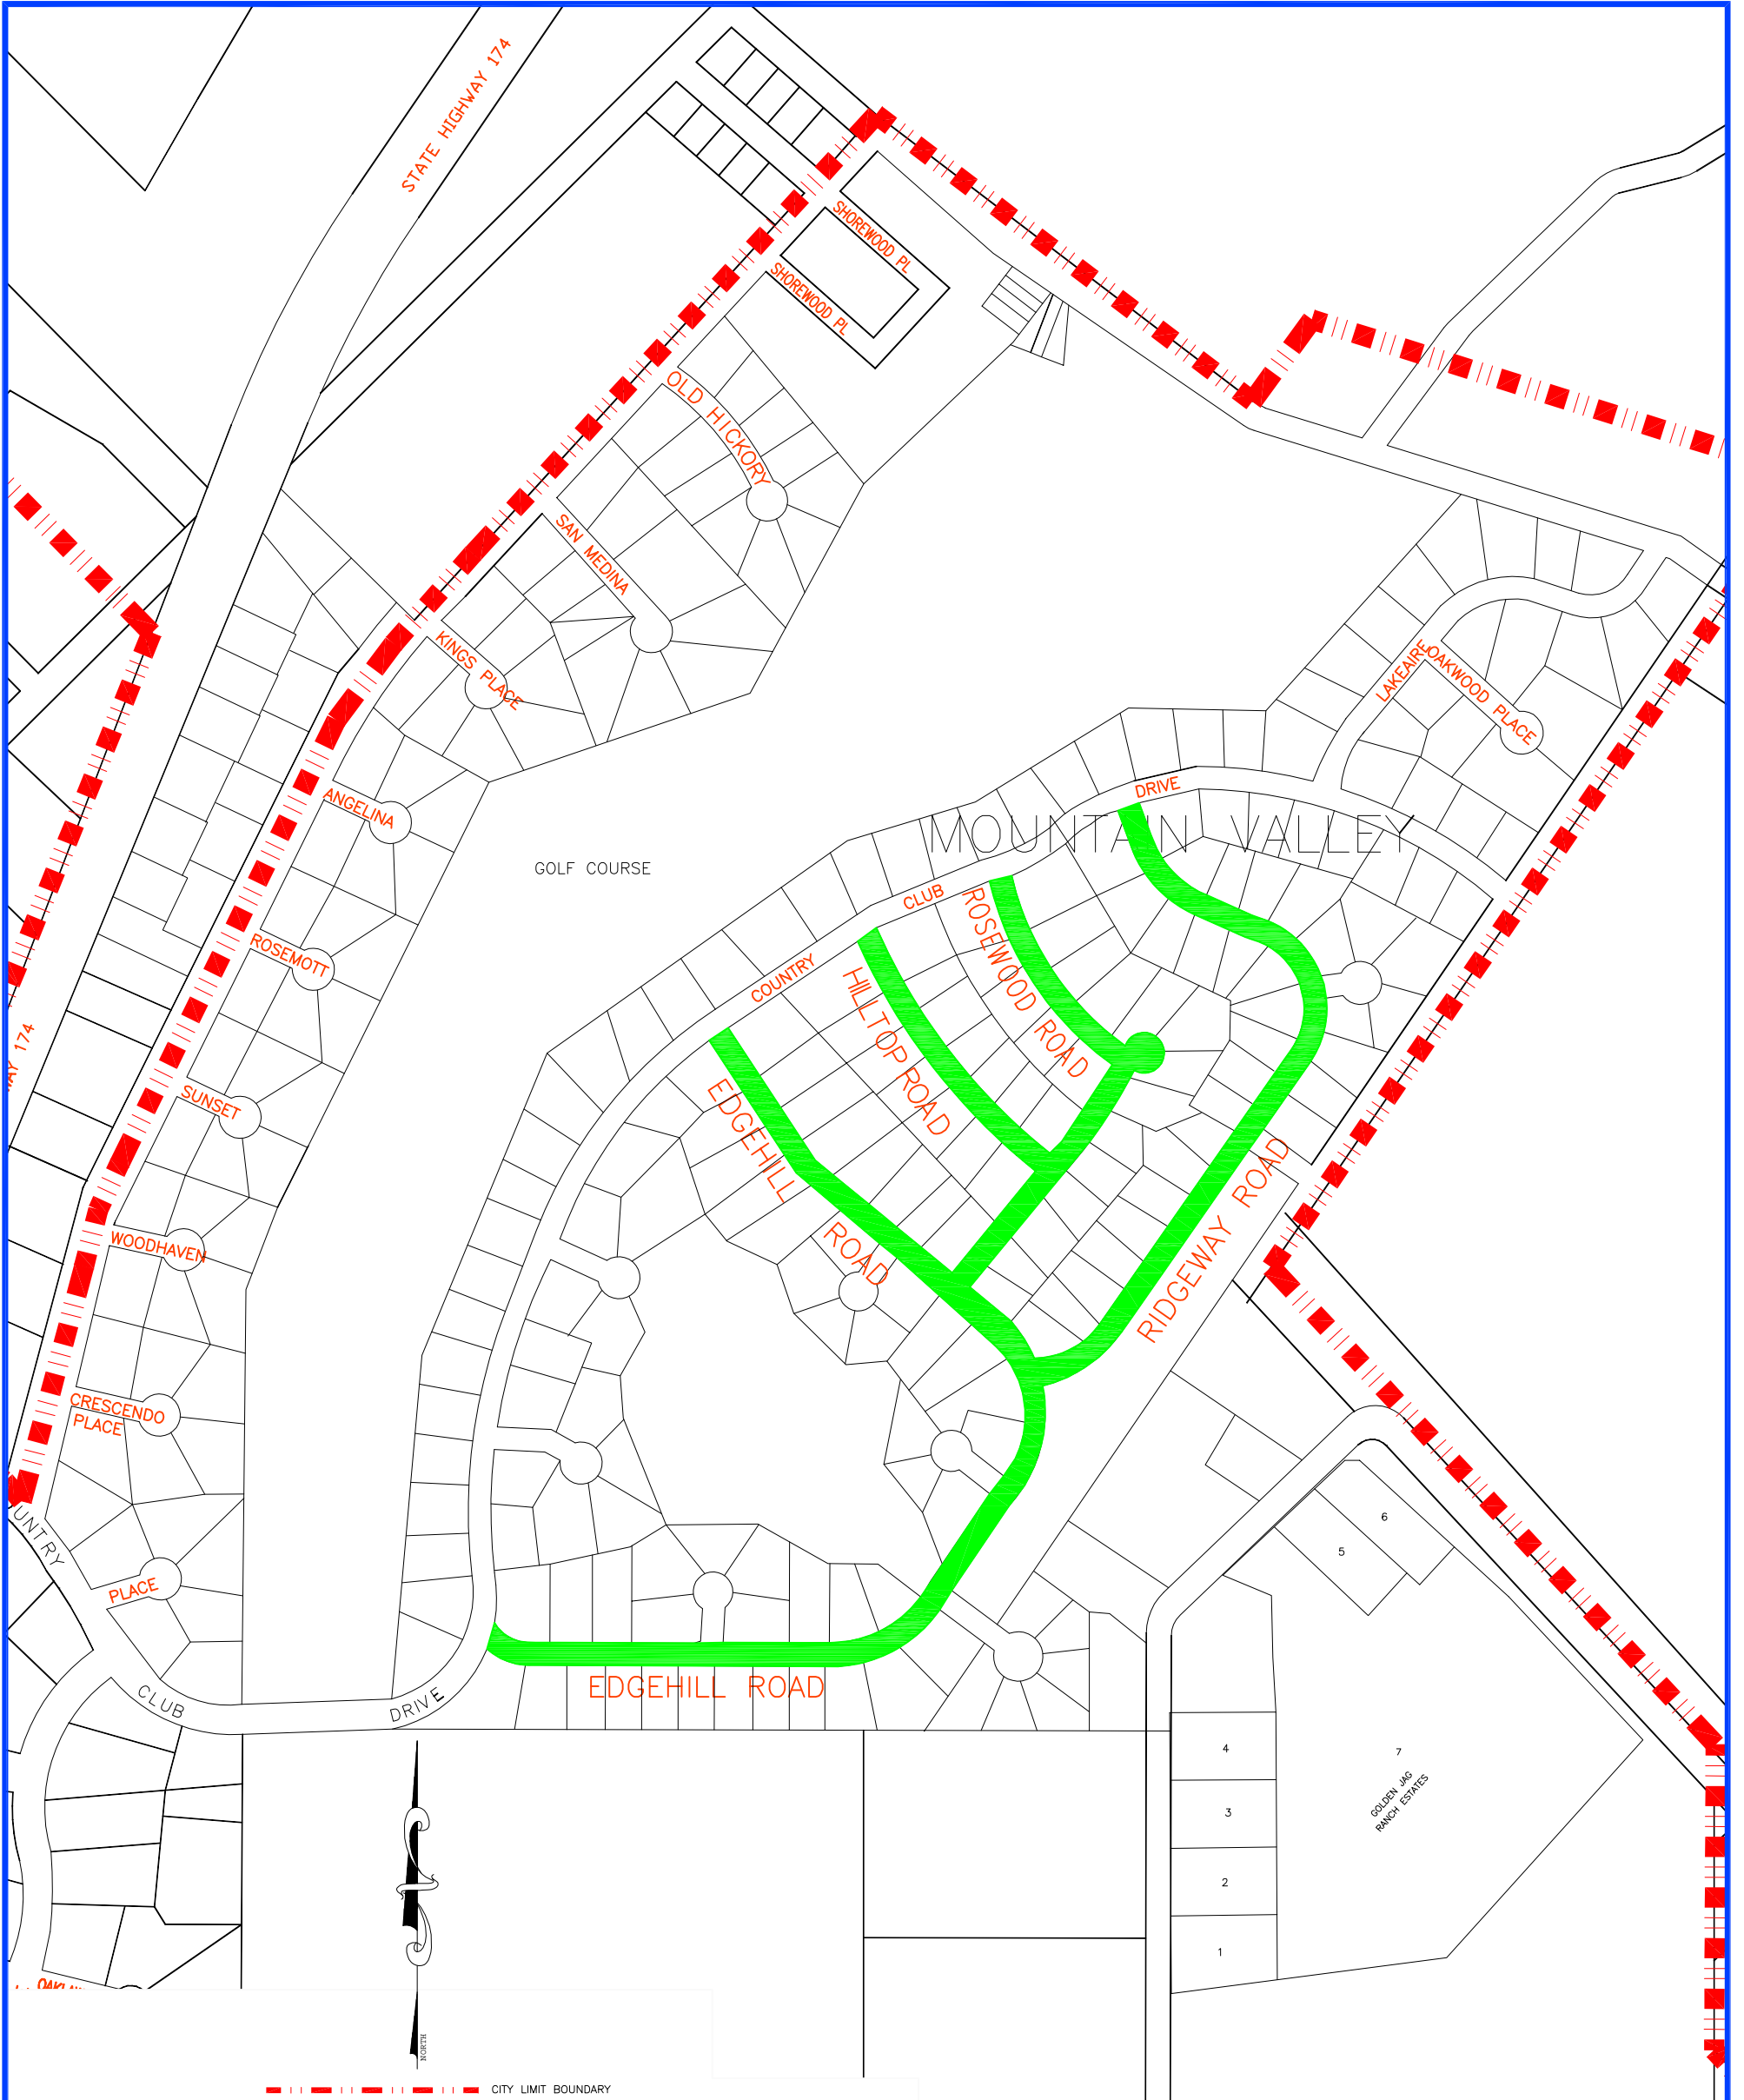 STATE HIGHWAY 174
SHOREWOOD PL
SHOREWOOD PL
OLD HICKORY
SAN MEDINA
KINGS PLACE
LAKEAIRE
OAKWOOD PLACE
ANGELINA
DRIVE
MOUNTAIN VALLEY
GOLF COURSE
CLUB
ROSEWOOD ROAD
ROSEMOTT
COUNTRY
HILLTOP ROAD
174
EDGEHILL
ROAD
SUNSET
RIDGEWAY ROAD
WOODHAVEN
CRESCENDO
PLACE
UNTRY
6
5
PLACE
EDGEHILL ROAD
CLUB
DRIVE
4
3
2
1
7
GOLDEN JAG
RANCH ESTATES
NORTH
CITY LIMIT BOUNDARY